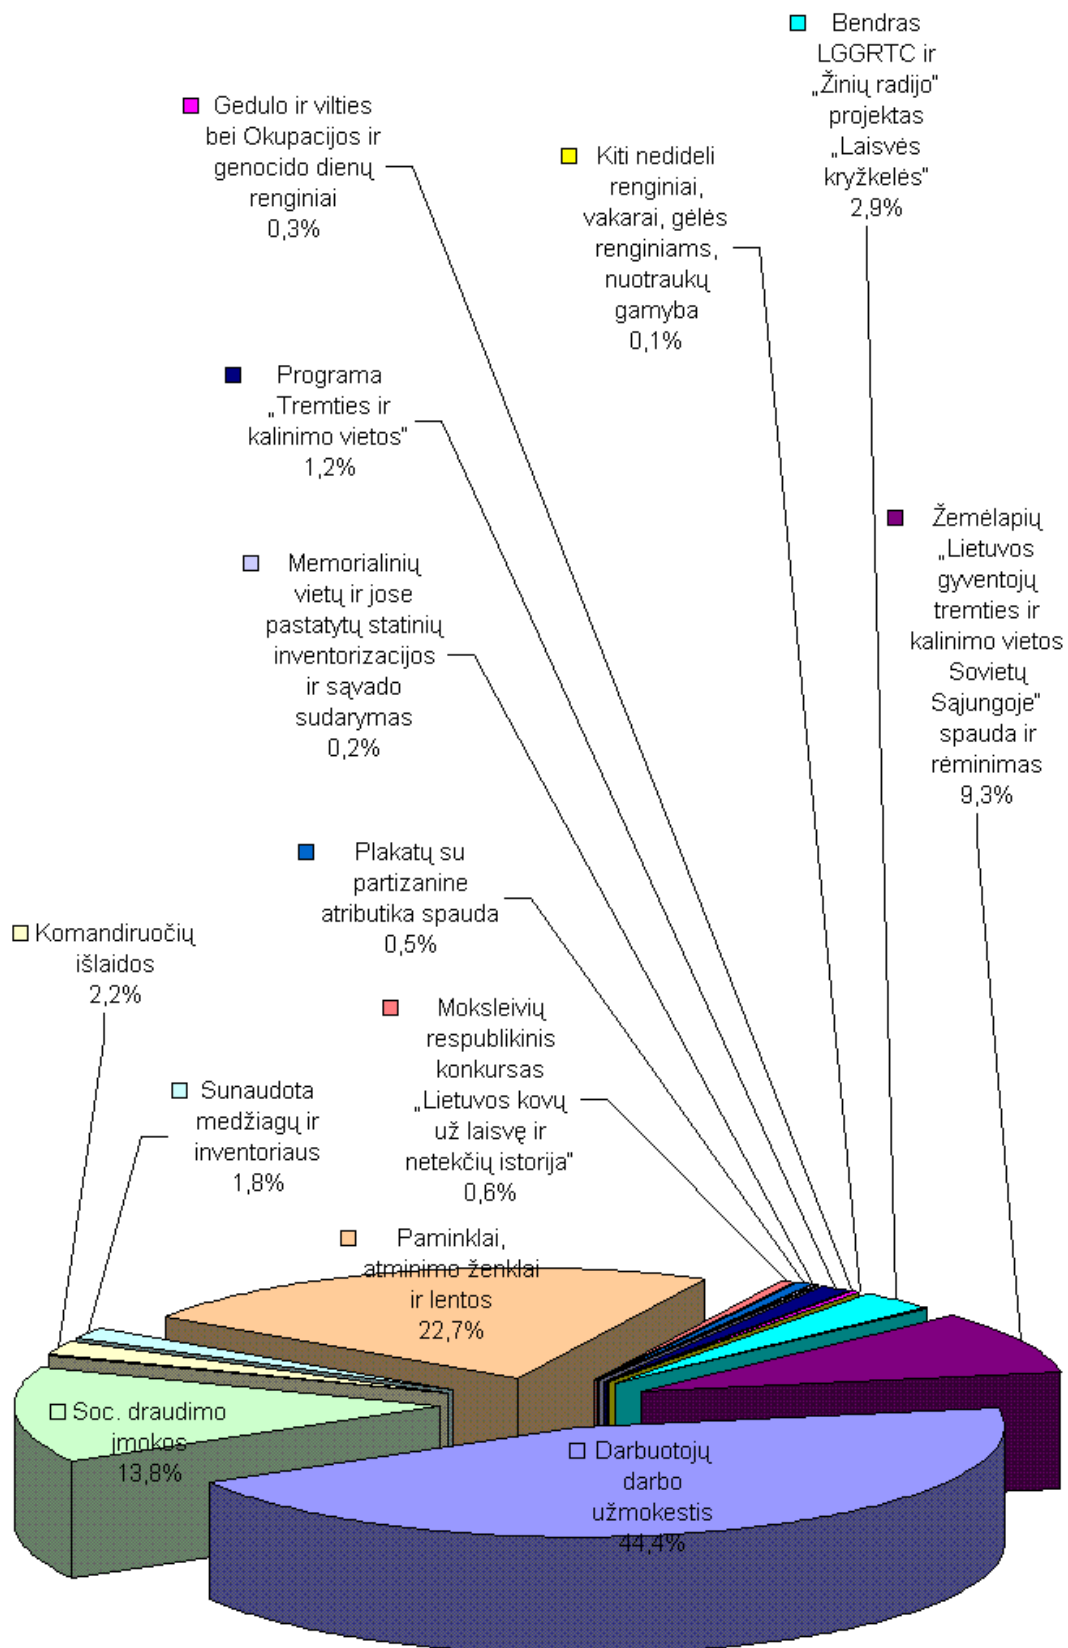 Bendras
LGGRTC ir
„Žinių radijo"
projektas
„Laisvės
kryžkelės"
2,9%
Gedulo ir vilties
bei Okupacijos ir
genocido dienų
renginiai
0,3%
Kiti nedideli
renginiai,
vakarai, gėlės
renginiams,
nuotraukų
gamyba
0,1%
Programa
„Tremties ir
kalinimo vietos"
1,2%
Žemėlapių
„Lietuvos
gyventojų
tremties ir
kalinimo vietos
Sovietų
Sąjungoje"
spauda ir
rėminimas
9,3%
Memorialinių
vietų ir jose
pastatytų statinių
inventorizacijos
ir sąvado
sudarymas
0,2%
Plakatų su
partizanine
atributika spauda
0,5%
Komandiruočių
išlaidos
2,2%
Moksleivių
respublikinis
konkursas
„Lietuvos kovų
už laisvę ir
netekčių istorija"
0,6%
Sunaudota
medžiagų ir
inventoriaus
1,8%
Paminklai,
atminimo ženklai
ir lentos
22,7%
Soc. draudimo
įmokos
13,8%
Darbuotojų
darbo
užmokestis
44,4%